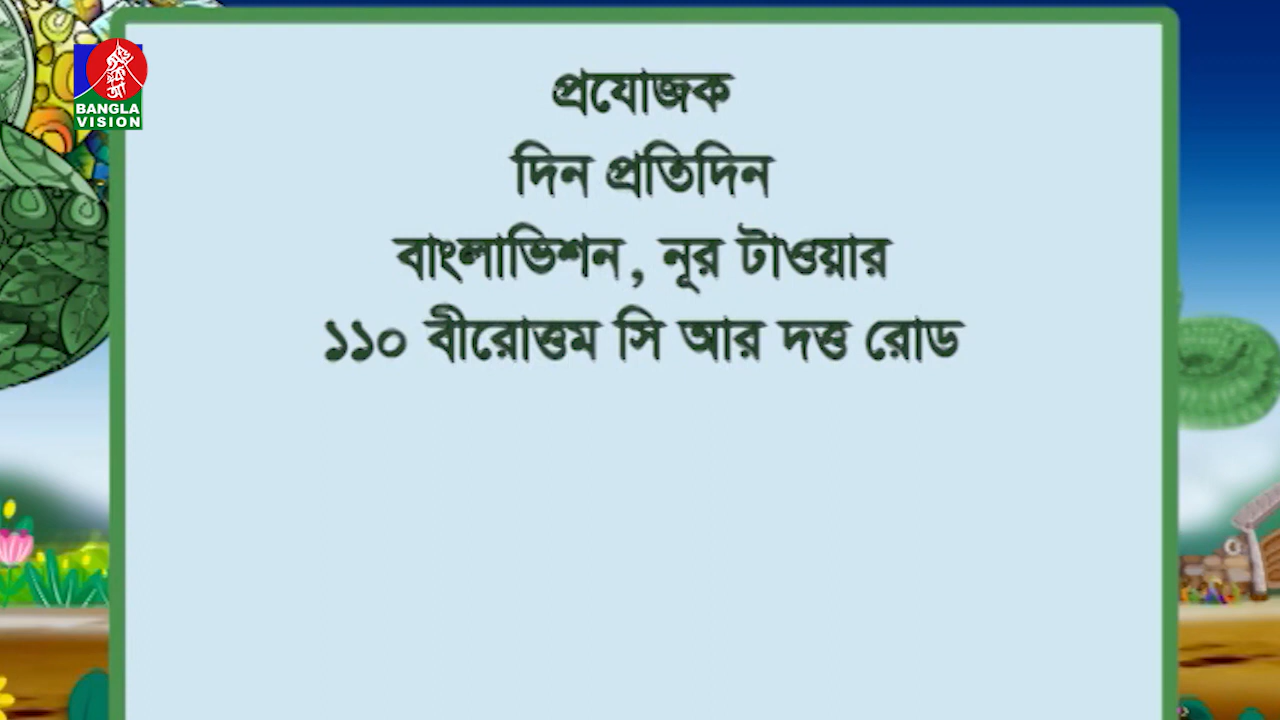 BANGLA
VISION
প্রযোজক
দিন প্রতিদিন
বাংলাভিশন, নূর টাওয়ার
১১০ বীরোত্তম সি আর দত্ত রোড